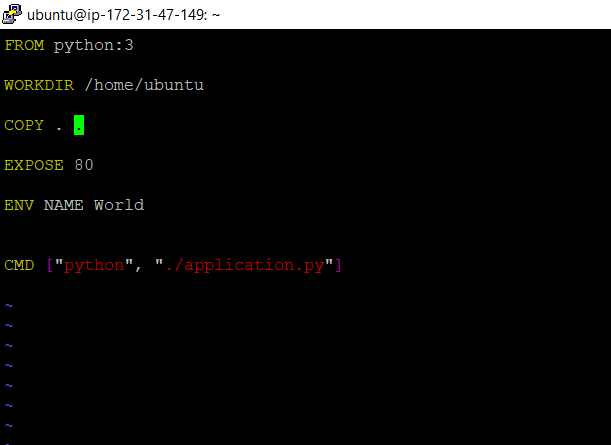 ubuntu@ip-172-31-47-149: ~
FROM python:3
WORKDIR /home/ubuntu
COPY . .
EXPOSE 80
ENV NAME World
CMD ["python", "./application.py"]
~
~
~
~
~
~
~
~